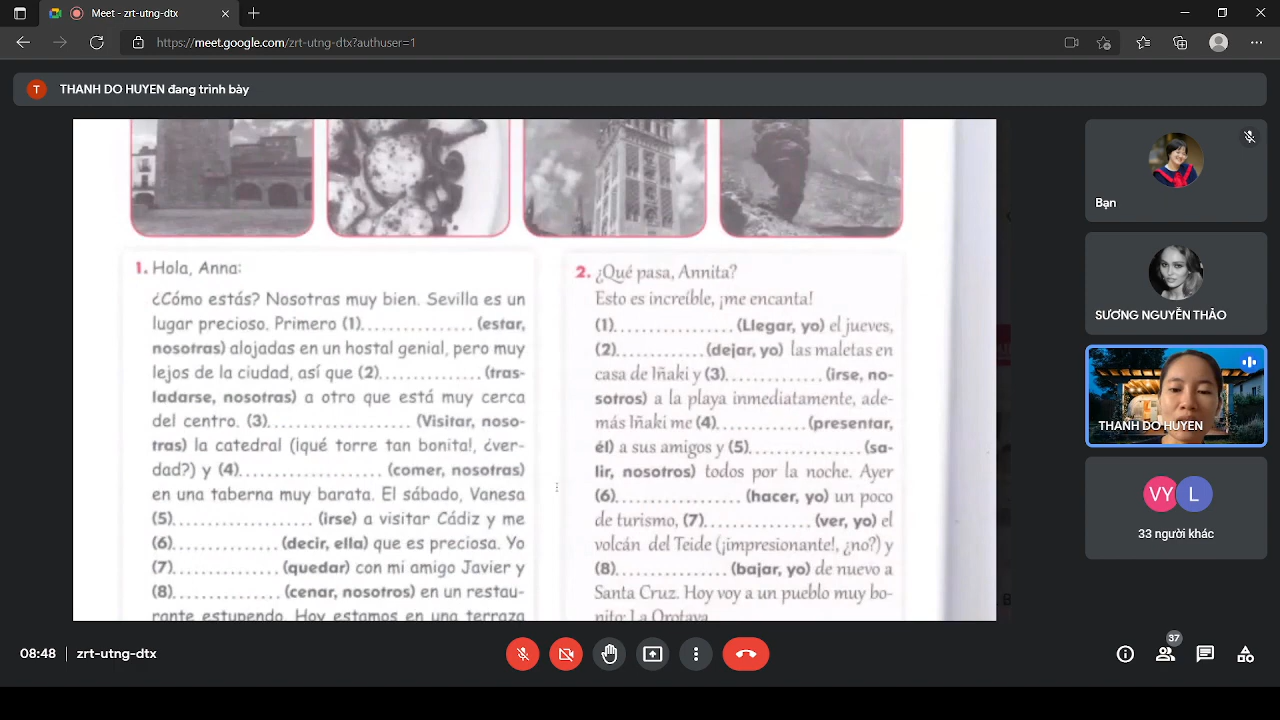 Meet - zrt-utng-dtx
https://meet.google.com/zrt-utng-dtx?authuser=1
T THANH DO HUYEN đang trình bày
1. Hola, Anna:
¿Cómo estás? Nosotras muy bien. Sevilla es un
lugar precioso. Primero (1)................ (estar,
nosotras) alojadas en un hostal genial, pero muy
lejos de la ciudad, así que (2)............... (tras-
ladarse, nosotras) a otro que está muy cerca
del centro. (3)..................... (Visitar, noso-
tras) la catedral (¡qué torre tan bonita!, ¿ver-
dad?) y (4).................... (comer, nosotras)
en una taberna muy barata. El sábado, Vanesa
(5).................... (irse) a visitar Cádiz y me
(6)............... (decir, ella) que es preciosa. Yo
(7)............... (quedar) con mi amigo Javier y
(8)............... (cenar, nosotros) en un restau-
rante estupendo. Hoy estamos en una terraza
2. ¿Qué pasa, Annita?
Esto es increíble, ¡me encanta!
(1)................. (Llegar, yo) el jueves,
(2)............ (dejar, yo) las maletas en
casa de Iñaki y (3).............. (irse, no-
sotros) a la playa inmediatamente, ade-
más Iñaki me (4)............ (presentar,
él) a sus amigos y (5)................ (sa-
lir, nosotros) todos por la noche. Ayer
(6).................. (hacer, yo) un poco
de turismo, (7)............... (ver, yo) el
volcán del Teide (¡impresionante!, ¿no?) y
(8)................ (bajar, yo) de nuevo a
Santa Cruz. Hoy voy a un pueblo muy bo-
nito: La Orotava
Bạn
SƯƠNG NGUYỄN THẢO
THANH DO HUYEN
VY L
33 người khác
08:48 | zrt-utng-dtx
37